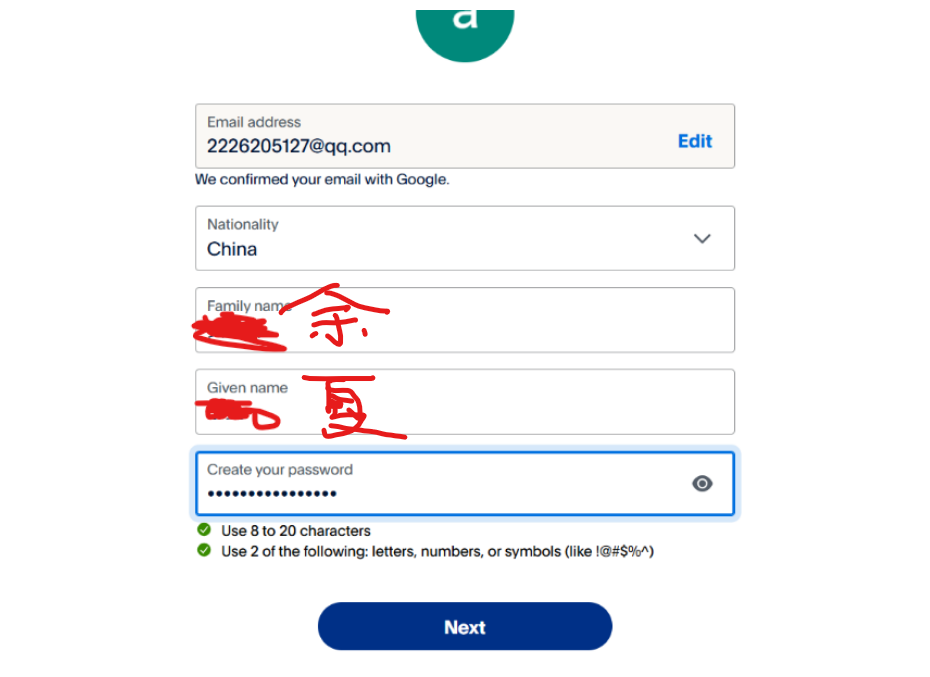 a
Email address
2226205127@qq.com
Edit
We confirmed your email with Google.
Nationality
China
Family name
余
Given name
夏
Create your password
••••••••••••••••
Use 8 to 20 characters
Use 2 of the following: letters, numbers, or symbols (like !@#$%^)
Next